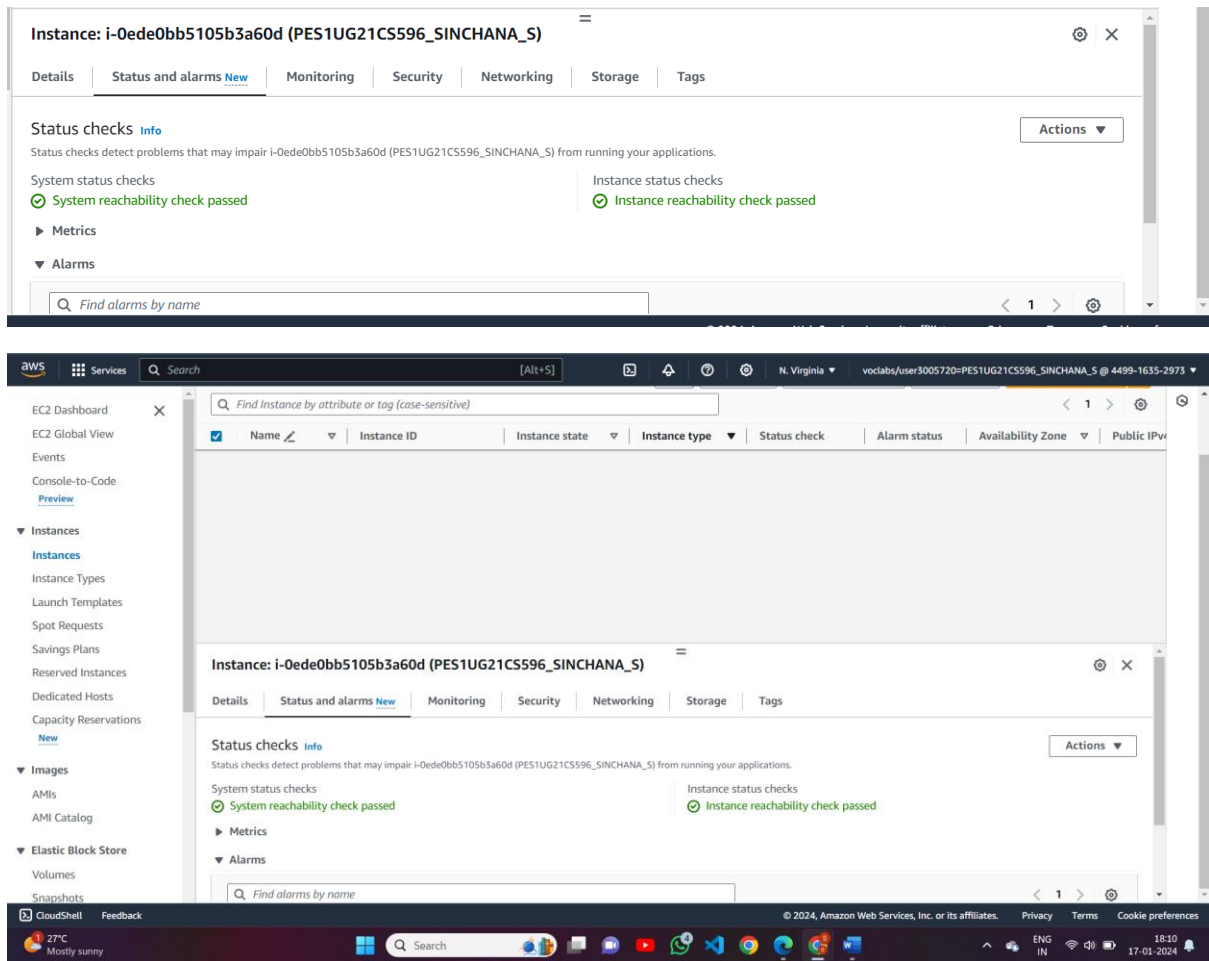 Instance: i-0ede0bb5105b3a60d (PES1UG21CS596_SINCHANA_S)
Details Status and alarms New Monitoring Security Networking Storage Tags
Status checks Info
Actions
Status checks detect problems that may impair i-0ede0bb5105b3a60d (PES1UG21CS596_SINCHANA_S) from running your applications.
System status checks Instance status checks
System reachability check passed Instance reachability check passed
Metrics
Alarms
Find alarms by name 1
aws Services Search [Alt+S] N. Virginia voclabs/user3005720=PES1UG21CS596_SINCHANA_S @ 4499-1635-2973
EC2 Dashboard
EC2 Global View
Events
Console-to-Code
Preview
Instances
Instances
Instance Types
Launch Templates
Spot Requests
Savings Plans
Reserved Instances
Dedicated Hosts
Capacity Reservations
New
Images
AMIs
AMI Catalog
Elastic Block Store
Volumes
Snapshots
Find Instance by attribute or tag (case-sensitive) 1
Name Instance ID Instance state Instance type Status check Alarm status Availability Zone Public IPv4
Instance: i-0ede0bb5105b3a60d (PES1UG21CS596_SINCHANA_S)
Details Status and alarms New Monitoring Security Networking Storage Tags
Status checks Info
Actions
Status checks detect problems that may impair i-0ede0bb5105b3a60d (PES1UG21CS596_SINCHANA_S) from running your applications.
System status checks Instance status checks
System reachability check passed Instance reachability check passed
Metrics
Alarms
Find alarms by name 1
CloudShell Feedback © 2024, Amazon Web Services, Inc. or its affiliates. Privacy Terms Cookie preferences
27°C
Mostly sunny
Search
ENG
IN
18:10
17-01-2024